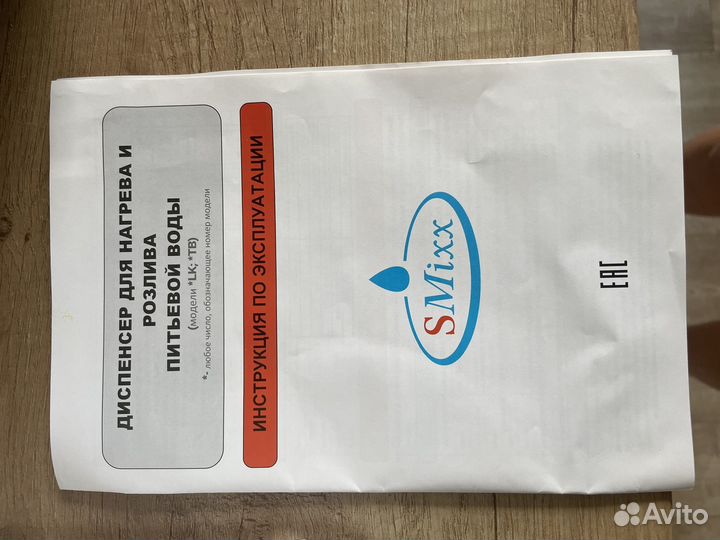 ДИСПЕНСЕР ДЛЯ НАГРЕВА И
РОЗЛИВА
ПИТЬЕВОЙ ВОДЫ
(модели *LK; *TB)
*- любое число, обозначающее номер модели
ИНСТРУКЦИЯ ПО ЭКСПЛУАТАЦИИ
SMixx
EAC
Avito